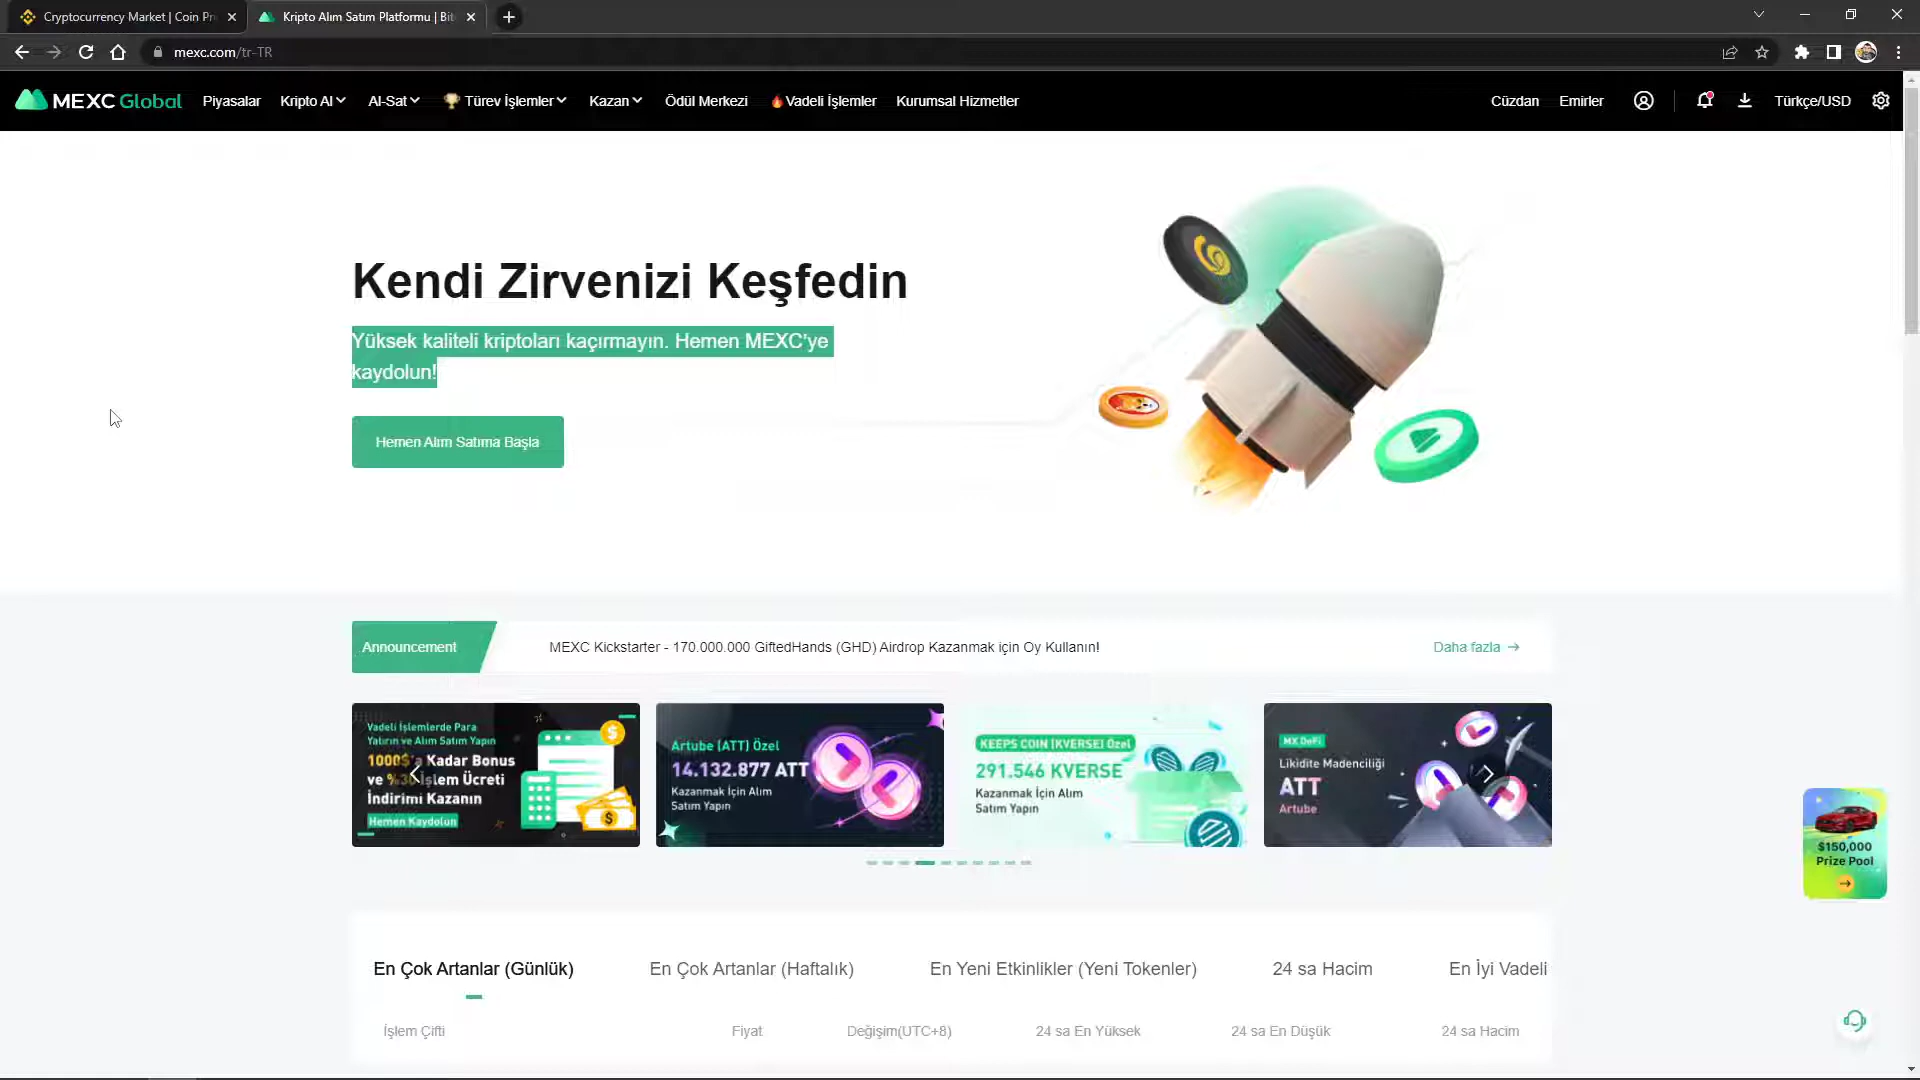 Cryptocurrency Market | Coin Pr
Kripto Alım Satım Platformu | Bit
mexc.com/tr-TR
MEXC Global
Piyasalar
Kripto Al
Al-Sat
Türev İşlemler
Kazan
Ödül Merkezi
Vadeli İşlemler
Kurumsal Hizmetler
Cüzdan
Emirler
Türkçe/USD
Kendi Zirvenizi Keşfedin
Yüksek kaliteli kriptoları kaçırmayın. Hemen MEXC'ye
kaydolun!
Hemen Alım Satıma Başla
Announcement
MEXC Kickstarter - 170.000.000 GiftedHands (GHD) Airdrop Kazanmak için Oy Kullanın!
Daha fazla
Vadeli İşlemlerde Para
Yatırın ve Alım Satım Yapın
1000$'a Kadar Bonus
ve %30 İşlem Ücreti
İndirimi Kazanın
Hemen Kaydolun
Artube (ATT) Özel
14.132.877 ATT
Kazanmak İçin Alım
Satım Yapın
KEEPS COIN (KVERSE) Özel
291.546 KVERSE
Kazanmak İçin Alım
Satım Yapın
MX DeFi
Likidite Madenciliği
ATT
Artube
$150,000
Prize Pool
En Çok Artanlar (Günlük)
En Çok Artanlar (Haftalık)
En Yeni Etkinlikler (Yeni Tokenler)
24 sa Hacim
En İyi Vadeli
İşlem Çifti
Fiyat
Değişim(UTC+8)
24 sa En Yüksek
24 sa En Düşük
24 sa Hacim